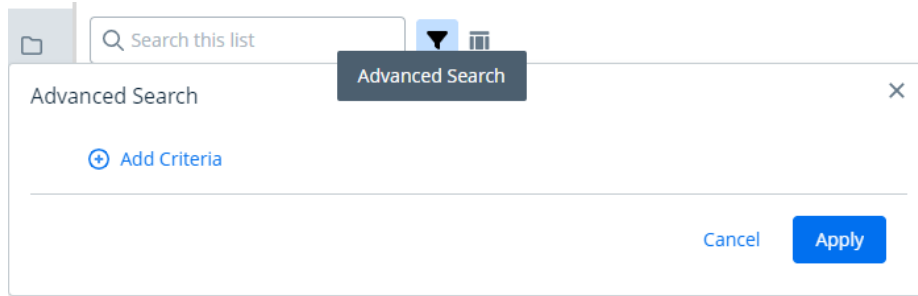 Search this list
Advanced Search
Advanced Search
Add Criteria
Cancel
Apply